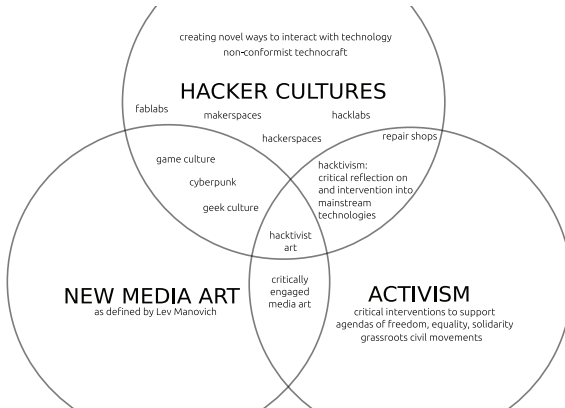 creating novel ways to interact with technology
non-conformist technocraft
HACKER CULTURES
fablabs
makerspaces
hacklabs
hackerspaces
repair shops
game culture
cyberpunk
geek culture
hacktivism:
critical reflection on
and intervention into
mainstream
technologies
hacktivist
art
critically
engaged
media art
NEW MEDIA ART
as defined by Lev Manovich
ACTIVISM
critical interventions to support
agendas of freedom, equality, solidarity
grassroots civil movements